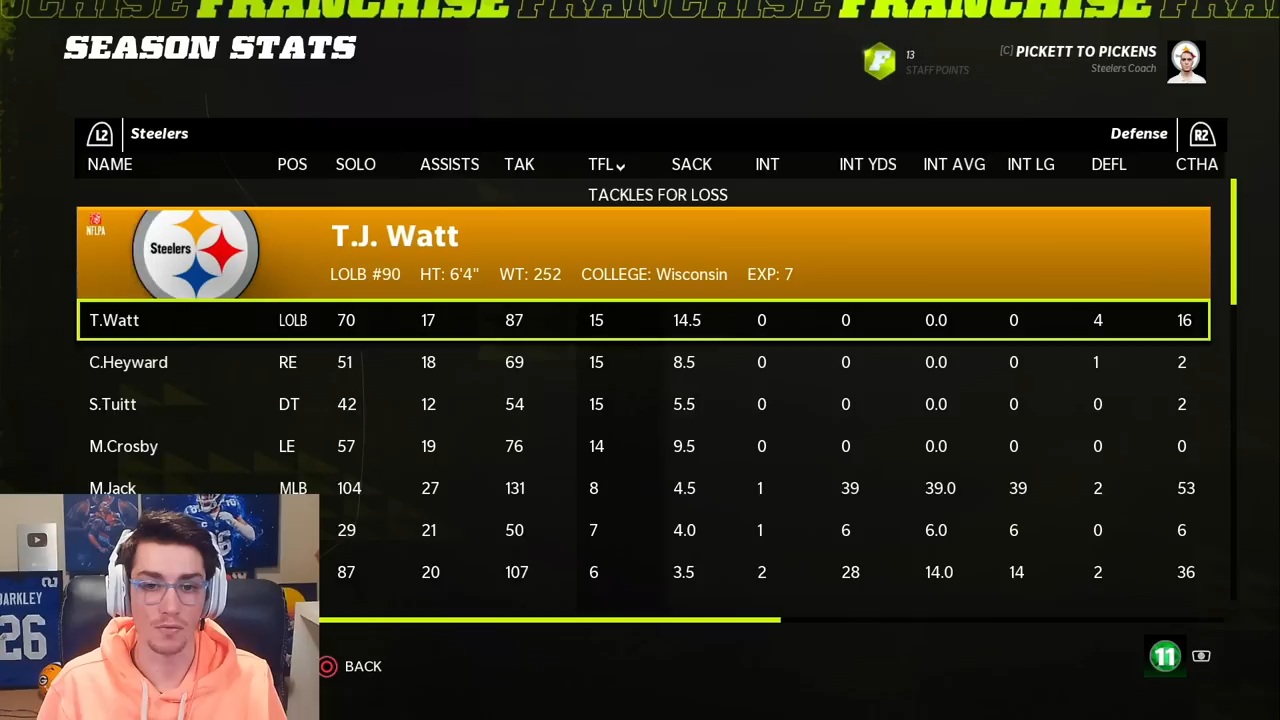 FRANCHISE FRANCHISE FRANCHISE FRANCHISE FRANCHISE
SEASON STATS
F
13
STAFF POINTS
[C] PICKETT TO PICKENS
Steelers Coach
L2 Steelers
Defense R2
NAME POS SOLO ASSISTS TAK TFL SACK INT INT YDS INT AVG INT LG DEFL CTHA
TACKLES FOR LOSS
NFLPA
Steelers
T.J. Watt
LOLB #90 HT: 6'4" WT: 252 COLLEGE: Wisconsin EXP: 7
T.Watt LOLB 70 17 87 15 14.5 0 0 0.0 0 4 16
C.Heyward RE 51 18 69 15 8.5 0 0 0.0 0 1 2
S.Tuitt DT 42 12 54 15 5.5 0 0 0.0 0 0 2
M.Crosby LE 57 19 76 14 9.5 0 0 0.0 0 0 0
M.Jack MLB 104 27 131 8 4.5 1 39 39.0 39 2 53
29 21 50 7 4.0 1 6 6.0 6 0 6
87 20 107 6 3.5 2 28 14.0 14 2 36
BARKLEY
26
BACK
11